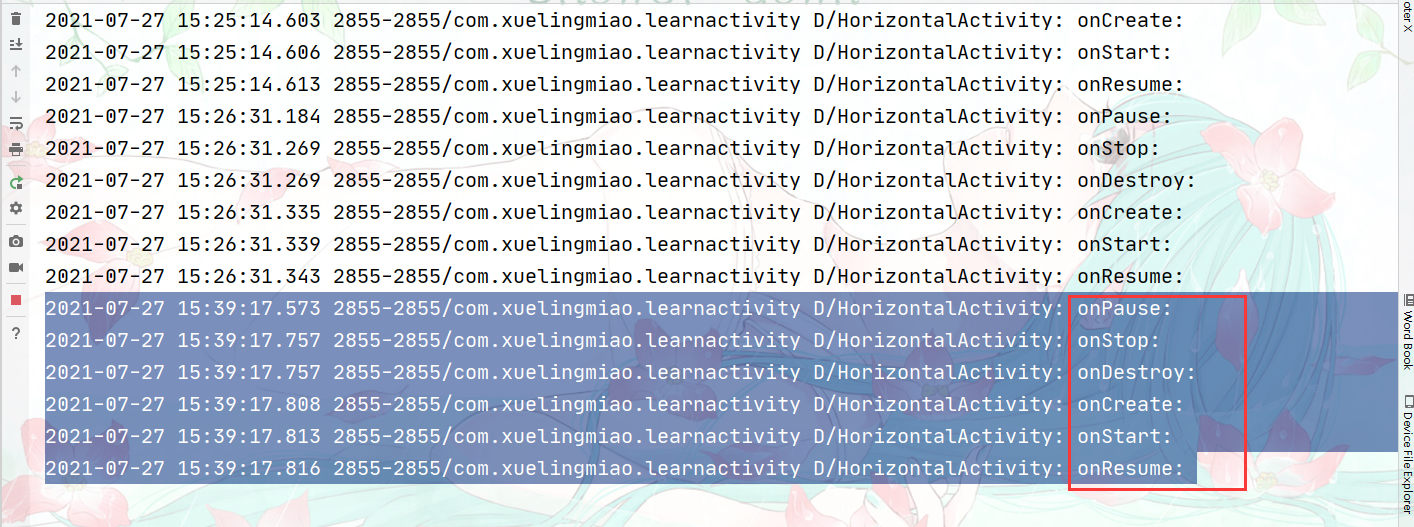 2021-07-27 15:25:14.603 2855-2855/com.xuelingmiao.learnactivity D/HorizontalActivity: onCreate:
2021-07-27 15:25:14.606 2855-2855/com.xuelingmiao.learnactivity D/HorizontalActivity: onStart:
2021-07-27 15:25:14.613 2855-2855/com.xuelingmiao.learnactivity D/HorizontalActivity: onResume:
2021-07-27 15:26:31.184 2855-2855/com.xuelingmiao.learnactivity D/HorizontalActivity: onPause:
2021-07-27 15:26:31.269 2855-2855/com.xuelingmiao.learnactivity D/HorizontalActivity: onStop:
2021-07-27 15:26:31.269 2855-2855/com.xuelingmiao.learnactivity D/HorizontalActivity: onDestroy:
2021-07-27 15:26:31.335 2855-2855/com.xuelingmiao.learnactivity D/HorizontalActivity: onCreate:
2021-07-27 15:26:31.339 2855-2855/com.xuelingmiao.learnactivity D/HorizontalActivity: onStart:
2021-07-27 15:26:31.343 2855-2855/com.xuelingmiao.learnactivity D/HorizontalActivity: onResume:
2021-07-27 15:39:17.573 2855-2855/com.xuelingmiao.learnactivity D/HorizontalActivity: onPause:
2021-07-27 15:39:17.757 2855-2855/com.xuelingmiao.learnactivity D/HorizontalActivity: onStop:
2021-07-27 15:39:17.757 2855-2855/com.xuelingmiao.learnactivity D/HorizontalActivity: onDestroy:
2021-07-27 15:39:17.808 2855-2855/com.xuelingmiao.learnactivity D/HorizontalActivity: onCreate:
2021-07-27 15:39:17.813 2855-2855/com.xuelingmiao.learnactivity D/HorizontalActivity: onStart:
2021-07-27 15:39:17.816 2855-2855/com.xuelingmiao.learnactivity D/HorizontalActivity: onResume:
oter X
Word Book
Device File Explorer